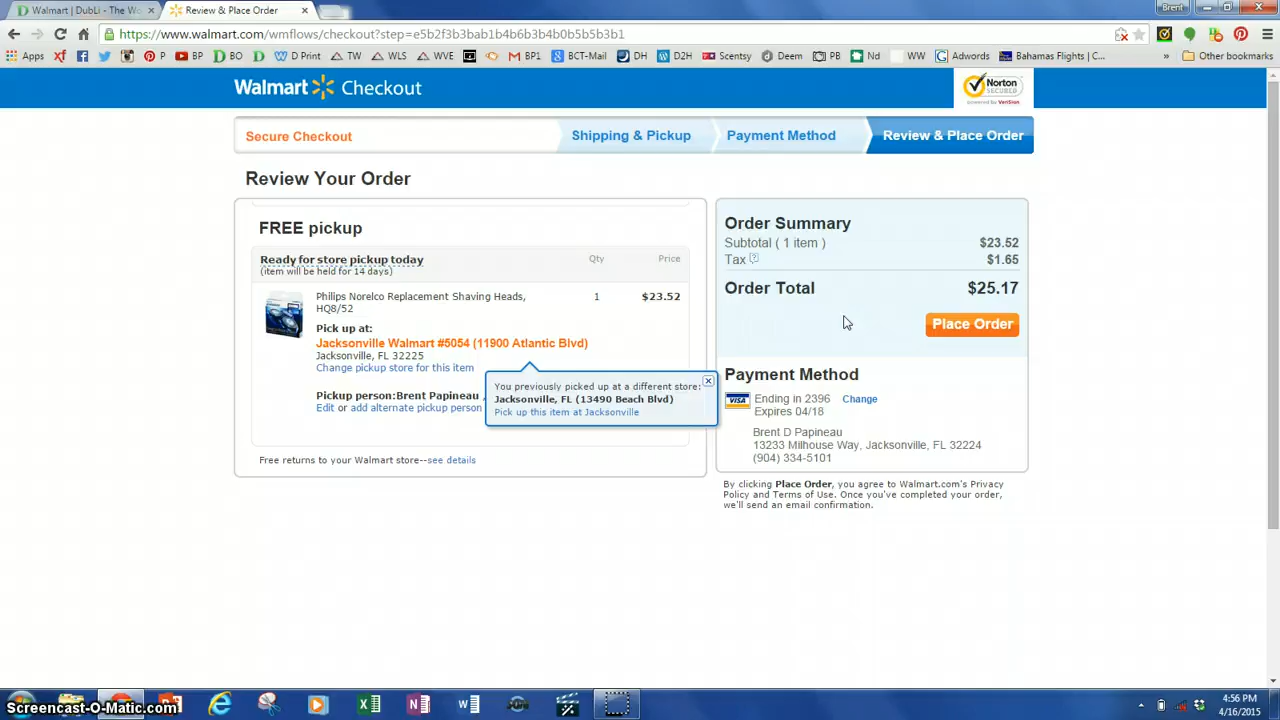 Walmart | DubLi - The Wo
Review & Place Order
Brent
https://www.walmart.com/wmflows/checkout?step=e5b2f3b3bab1b4b6b3b4b0b5b5b3b1
Apps
P
BP
BO
D Print
TW
WLS
WVE
BP1
BCT-Mail
DH
D2H
Scentsy
Deem
PB
Nd
WW
Adwords
Bahamas Flights | C...
»
Other bookmarks
Walmart Checkout
Norton
SECURED
powered by VeriSign
Secure Checkout
Shipping & Pickup
Payment Method
Review & Place Order
Review Your Order
FREE pickup
Ready for store pickup today
(item will be held for 14 days)
Qty
Price
Philips Norelco Replacement Shaving Heads,
HQ8/52
1
$23.52
Pick up at:
Jacksonville Walmart #5054 (11900 Atlantic Blvd)
Jacksonville, FL 32225
Change pickup store for this item
Pickup person:Brent Papineau ,
Edit or add alternate pickup person
You previously picked up at a different store:
Jacksonville, FL (13490 Beach Blvd)
Pick up this item at Jacksonville
Free returns to your Walmart store--see details
Order Summary
Subtotal ( 1 item ) $23.52
Tax [?] $1.65
Order Total $25.17
Place Order
Payment Method
VISA
Ending in 2396 Change
Expires 04/18
Brent D Papineau
13233 Milhouse Way, Jacksonville, FL 32224
(904) 334-5101
By clicking Place Order, you agree to Walmart.com's Privacy
Policy and Terms of Use. Once you've completed your order,
we'll send an email confirmation.
Screencast-O-Matic.com
4:56 PM
4/16/2015